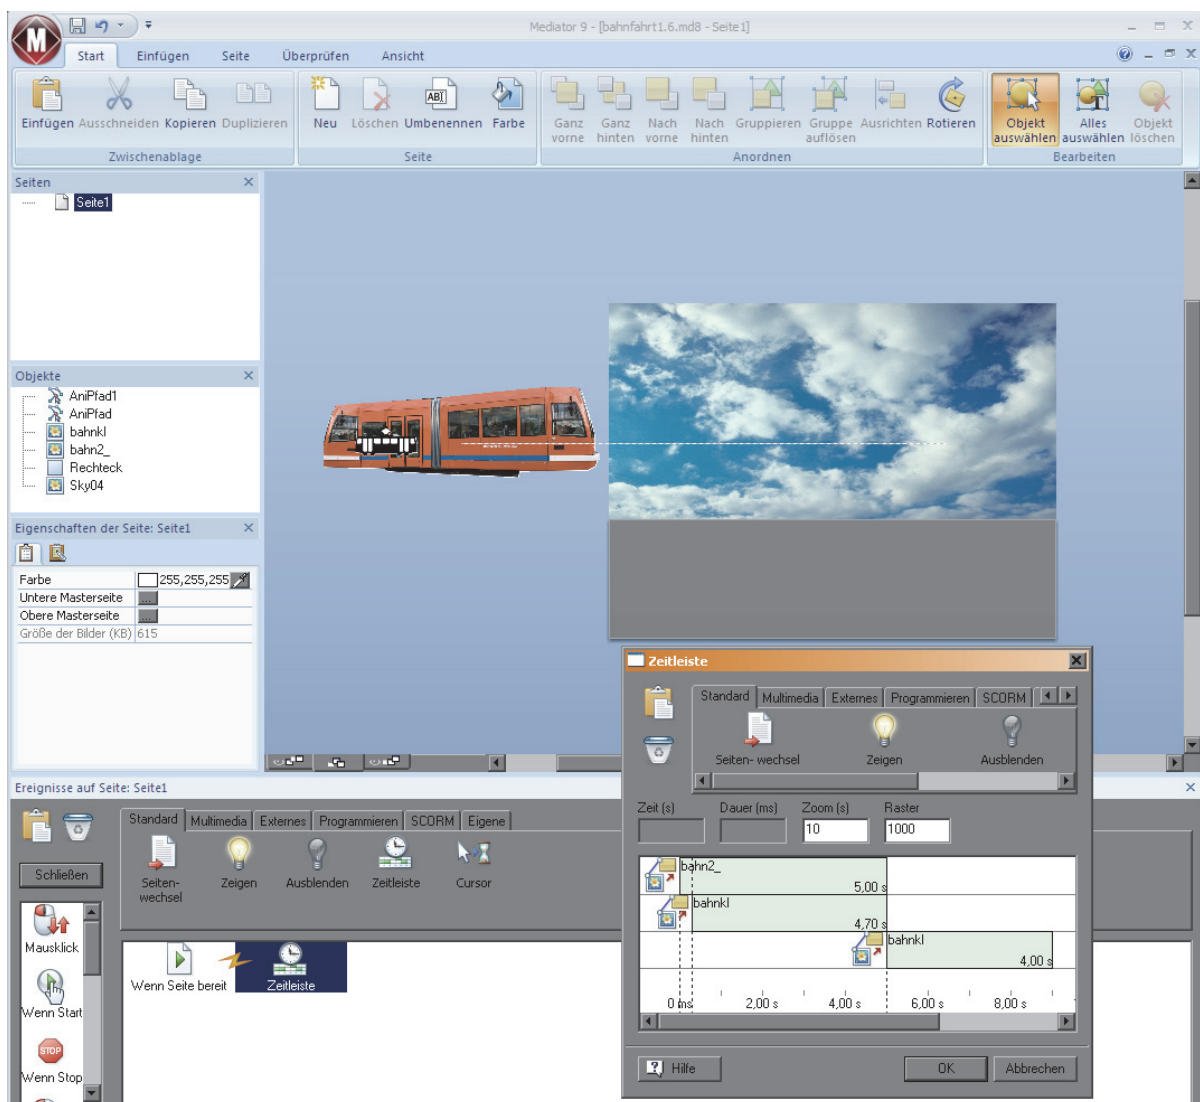 Mediator 9 - [bahnfahrt1.6.md8 - Seite1]
M
Start Einfügen Seite Überprüfen Ansicht
Einfügen Ausschneiden Kopieren Duplizieren
Zwischenablage
Neu Löschen Umbenennen Farbe
Seite
Ganz vorne Ganz hinten Nach vorne Nach hinten Gruppieren Gruppe auflösen Ausrichten Rotieren
Anordnen
Objekt auswählen Alles auswählen Objekt löschen
Bearbeiten
Seiten
Seite1
Objekte
AniPfad1
AniPfad
bahnkl
bahn2_
Rechteck
Sky04
Eigenschaften der Seite: Seite1
Farbe 255,255,255
Untere Masterseite ...
Obere Masterseite ...
Größe der Bilder (KB) 615
Ereignisse auf Seite: Seite1
Standard Multimedia Externes Programmieren SCORM Eigene
Schließen
Seiten-
wechsel
Zeigen Ausblenden Zeitleiste Cursor
Mausklick
Wenn Start
STOP
Wenn Stop
Wenn Seite bereit Zeitleiste
Zeitleiste
Standard Multimedia Externes Programmieren SCORM
Seiten- wechsel Zeigen Ausblenden
Zeit (s) Dauer (ms) Zoom (s) Raster
10 1000
bahn2_
5,00 s
bahnkl
4,70 s
bahnkl
4,00 s
0 ms 2,00 s 4,00 s 6,00 s 8,00 s
Hilfe OK Abbrechen